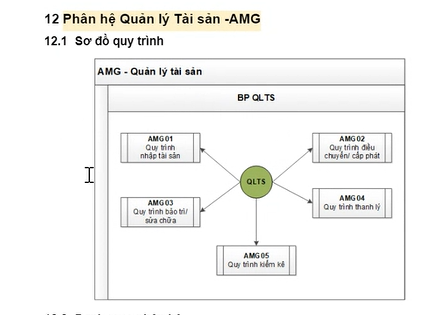 12 Phân hệ Quản lý Tài sản -AMG
12.1 Sơ đồ quy trình
AMG - Quản lý tài sản
BP QLTS
AMG01
Quy trình
nhập tài sản
AMG02
Quy trình điều
chuyển/ cấp phát
QLTS
AMG03
Quy trình bảo trì/
sửa chữa
AMG04
Quy trình thanh lý
AMG05
Quy trình kiểm kê